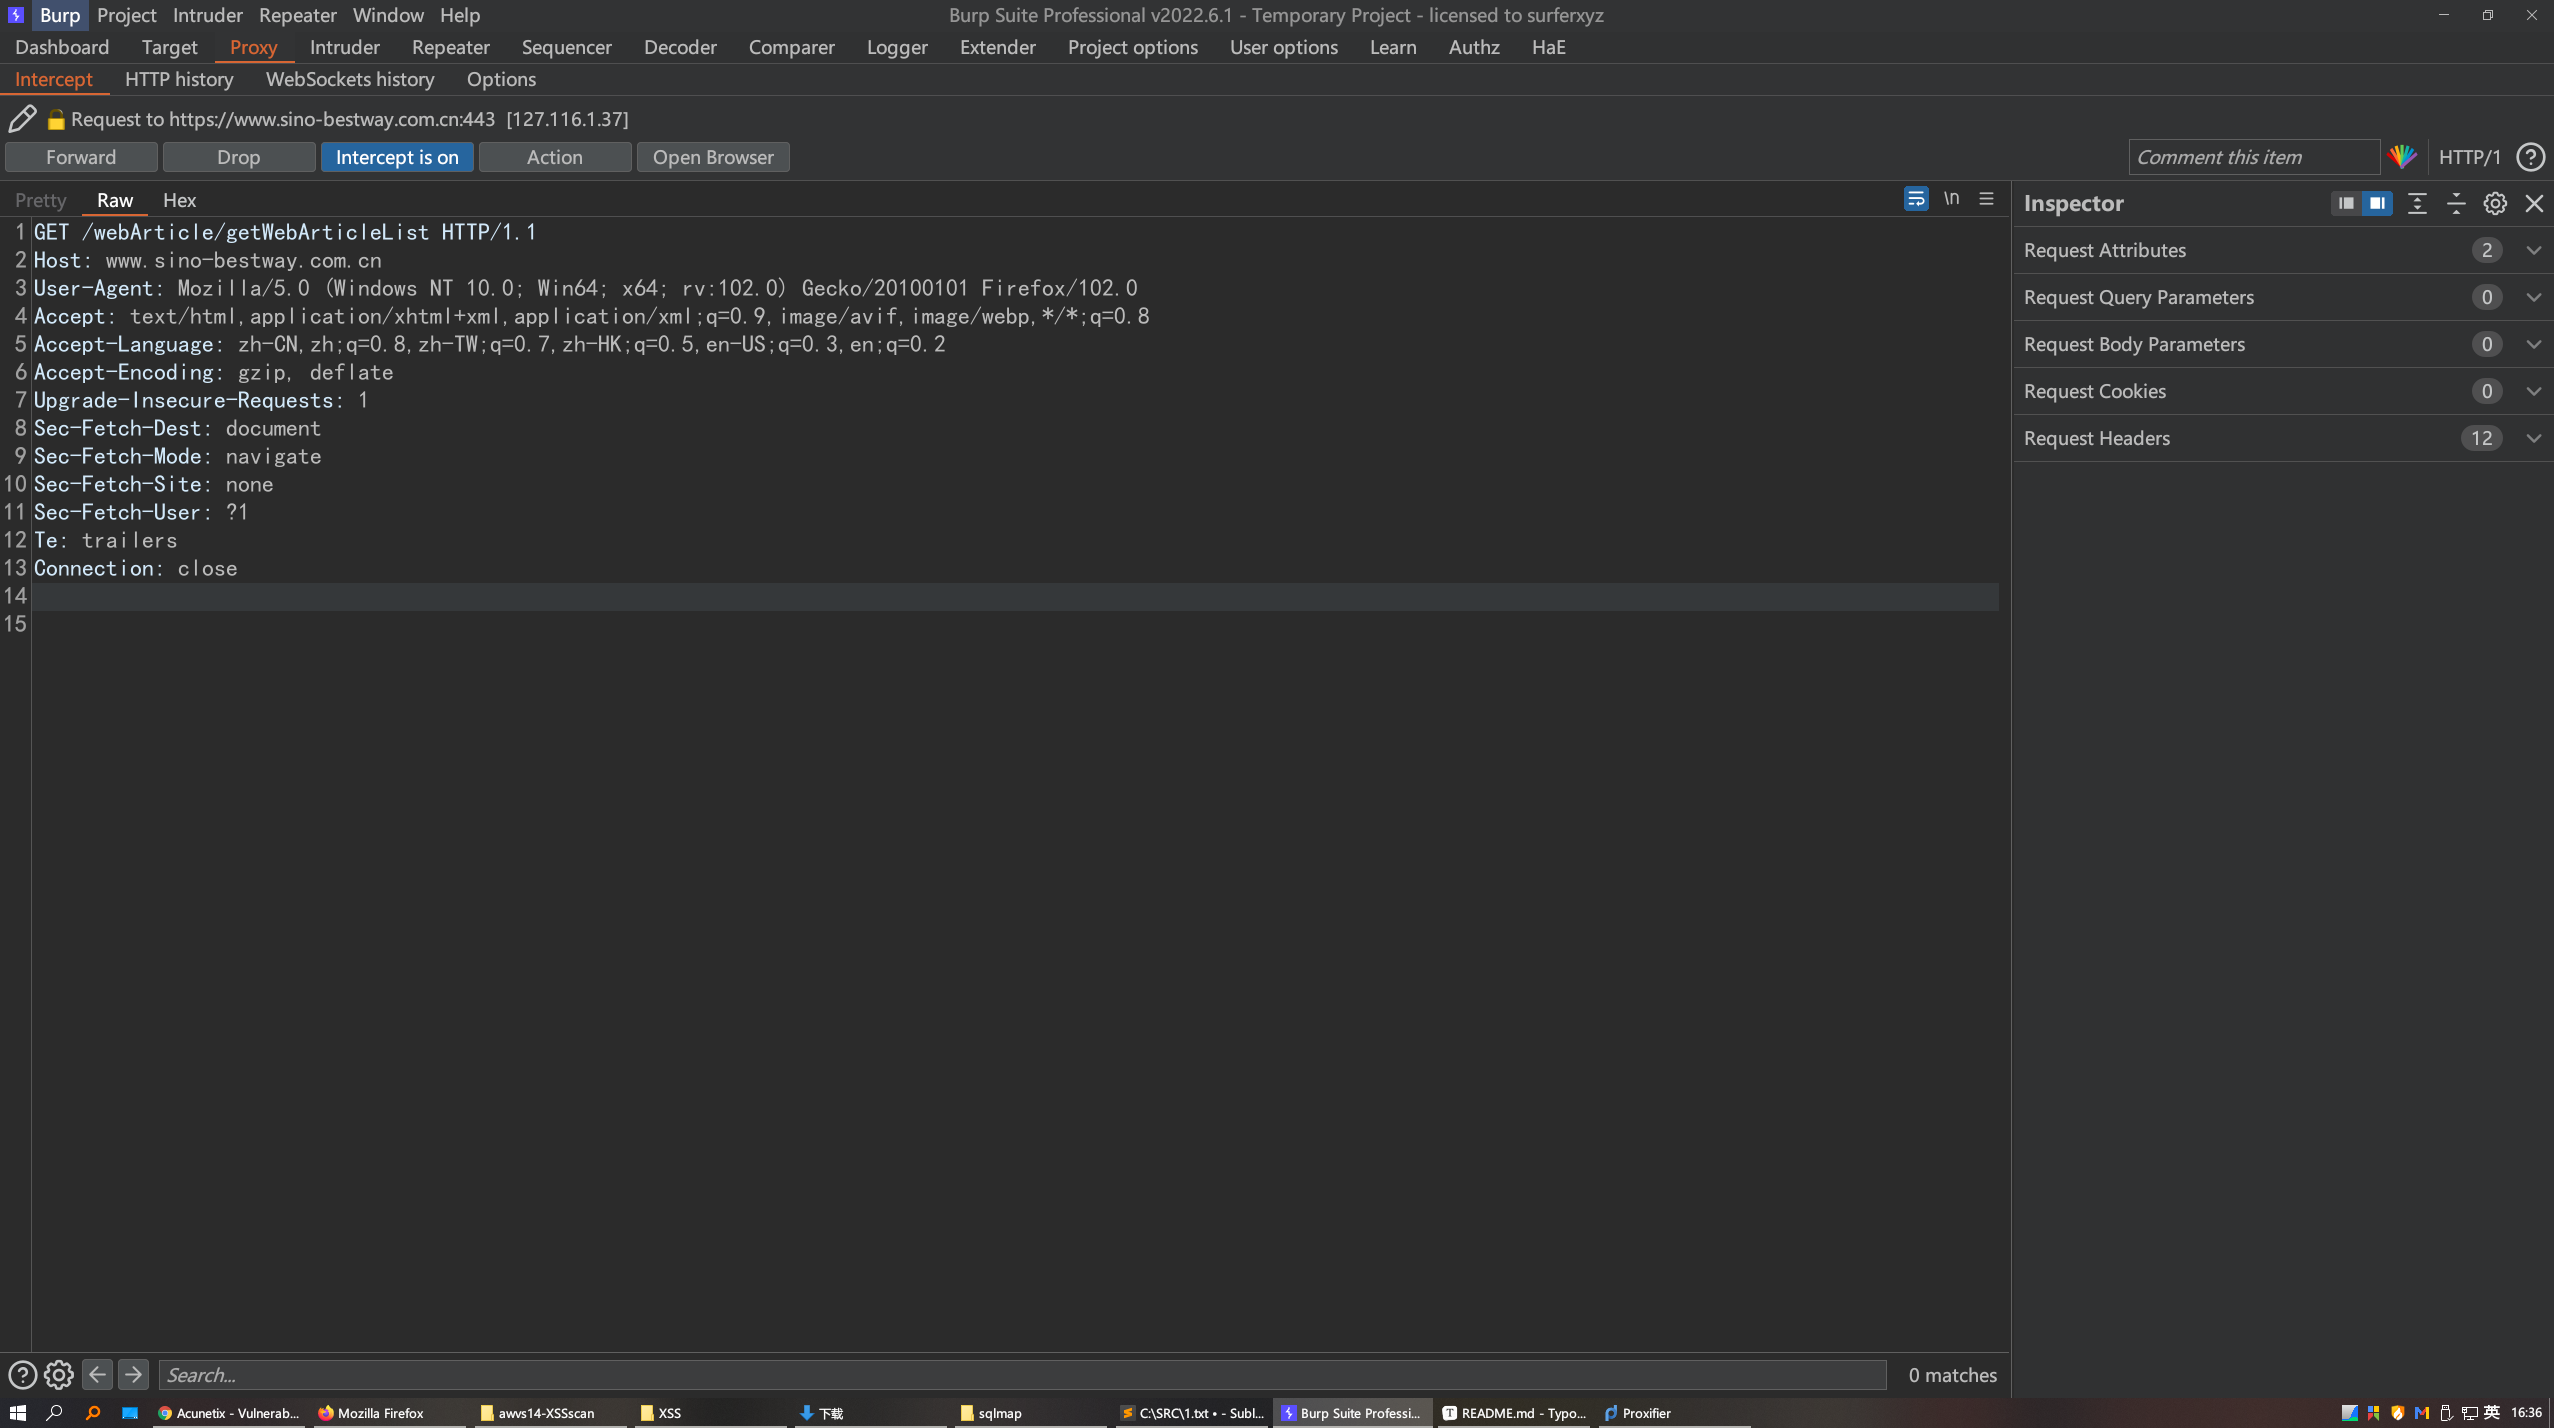 Burp Project Intruder Repeater Window Help
Burp Suite Professional v2022.6.1 - Temporary Project - licensed to surferxyz
Dashboard Target Proxy Intruder Repeater Sequencer Decoder Comparer Logger Extender Project options User options Learn Authz HaE
Intercept HTTP history WebSockets history Options
Request to https://www.sino-bestway.com.cn:443 [127.116.1.37]
Forward Drop Intercept is on Action Open Browser
Comment this item HTTP/1 ?
Pretty Raw Hex \n
Inspector
1 GET /webArticle/getWebArticleList HTTP/1.1
2 Host: www.sino-bestway.com.cn
3 User-Agent: Mozilla/5.0 (Windows NT 10.0; Win64; x64; rv:102.0) Gecko/20100101 Firefox/102.0
4 Accept: text/html,application/xhtml+xml,application/xml;q=0.9,image/avif,image/webp,*/*;q=0.8
5 Accept-Language: zh-CN,zh;q=0.8,zh-TW;q=0.7,zh-HK;q=0.5,en-US;q=0.3,en;q=0.2
6 Accept-Encoding: gzip, deflate
7 Upgrade-Insecure-Requests: 1
8 Sec-Fetch-Dest: document
9 Sec-Fetch-Mode: navigate
10 Sec-Fetch-Site: none
11 Sec-Fetch-User: ?1
12 Te: trailers
13 Connection: close
14
15
Request Attributes 2
Request Query Parameters 0
Request Body Parameters 0
Request Cookies 0
Request Headers 12
? Search... 0 matches
Acunetix - Vulnerab... Mozilla Firefox awvs14-XSSscan XSS 下载 sqlmap C:\SRC\1.txt • - Subl... Burp Suite Professi... README.md - Typo... Proxifier 英 16:36